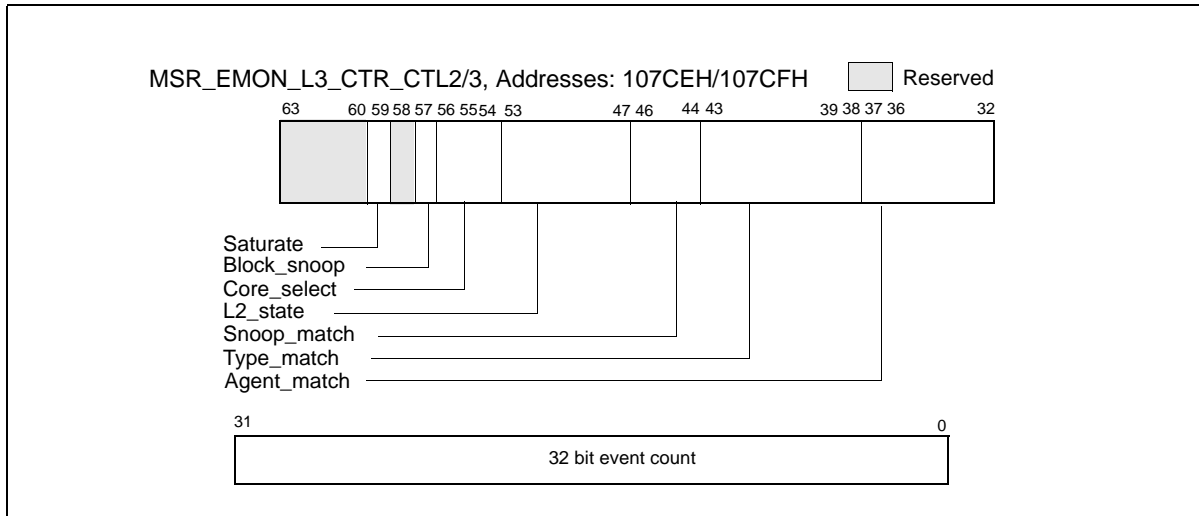 MSR_EMON_L3_CTR_CTL2/3, Addresses: 107CEH/107CFH Reserved
63 60 59 58 57 56 55 54 53 47 46 44 43 39 38 37 36 32
Saturate
Block_snoop
Core_select
L2_state
Snoop_match
Type_match
Agent_match
31 0
32 bit event count